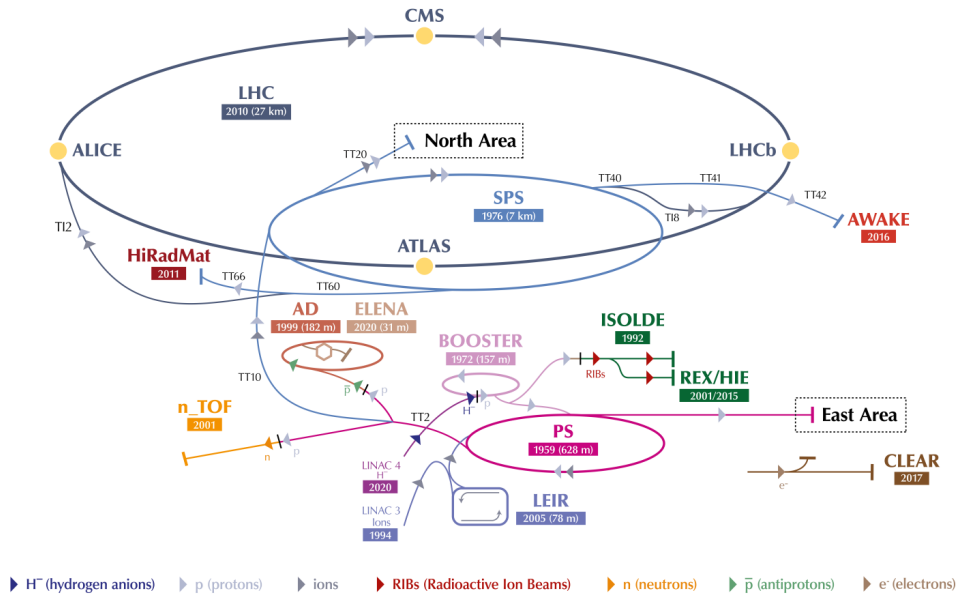 CMS
LHC
2010 (27 km)
ALICE
North Area
LHCb
TT20
TT40
TT41
TT42
SPS
1976 (7 km)
TI8
AWAKE
2016
TI2
ATLAS
HiRadMat
2011
TT66
TT60
AD
1999 (182 m)
ELENA
2020 (31 m)
ISOLDE
1992
BOOSTER
1972 (157 m)
RIBs
REX/HIE
2001/2015
TT10
p̅
p
H⁻
p
n_TOF
2001
TT2
East Area
PS
1959 (628 m)
n
p
LINAC 4
H⁻
2020
CLEAR
2017
e⁻
LEIR
2005 (78 m)
LINAC 3
Ions
1994
H⁻ (hydrogen anions)
p (protons)
ions
RIBs (Radioactive Ion Beams)
n (neutrons)
p̅ (antiprotons)
e⁻ (electrons)